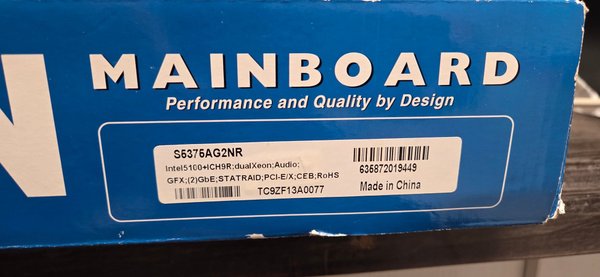 N
MAINBOARD
Performance and Quality by Design
S5375AG2NR
Intel5100+ICH9R;dualXeon;Audio;
GFX;(2)GbE;STATRAID;PCI-E/X;CEB;RoHS
TC9ZF13A0077
635872019449
Made in China